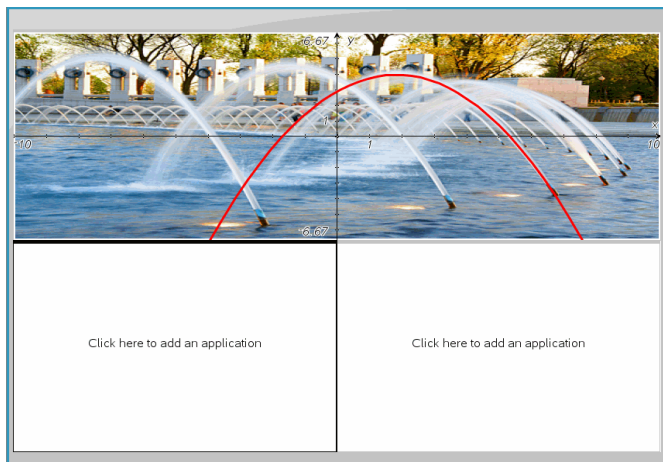 6.67 y
1
x
-10 1 10
-6.67
Click here to add an application Click here to add an application